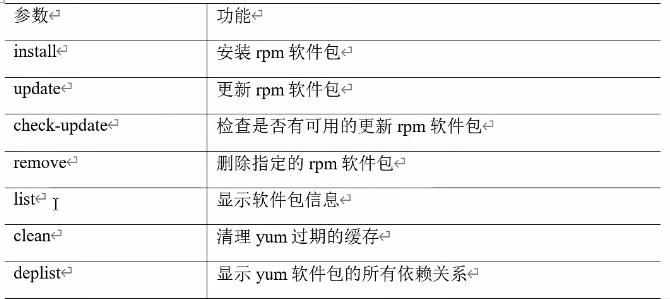 参数 功能
install 安装 rpm 软件包
update 更新 rpm 软件包
check-update 检查是否有可用的更新 rpm 软件包
remove 删除指定的 rpm 软件包
list 显示软件包信息
clean 清理 yum 过期的缓存
deplist 显示 yum 软件包的所有依赖关系